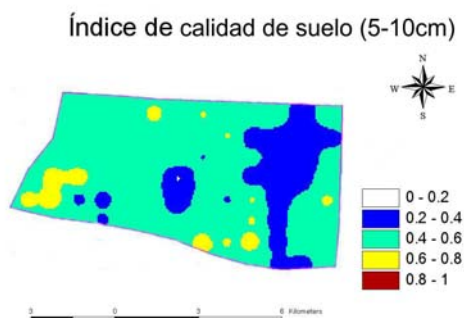 Índice de calidad de suelo (5-10cm)
N
W E
S
0 - 0.2
0.2 - 0.4
0.4 - 0.6
0.6 - 0.8
0.8 - 1
3 0 3 6 Kilometers